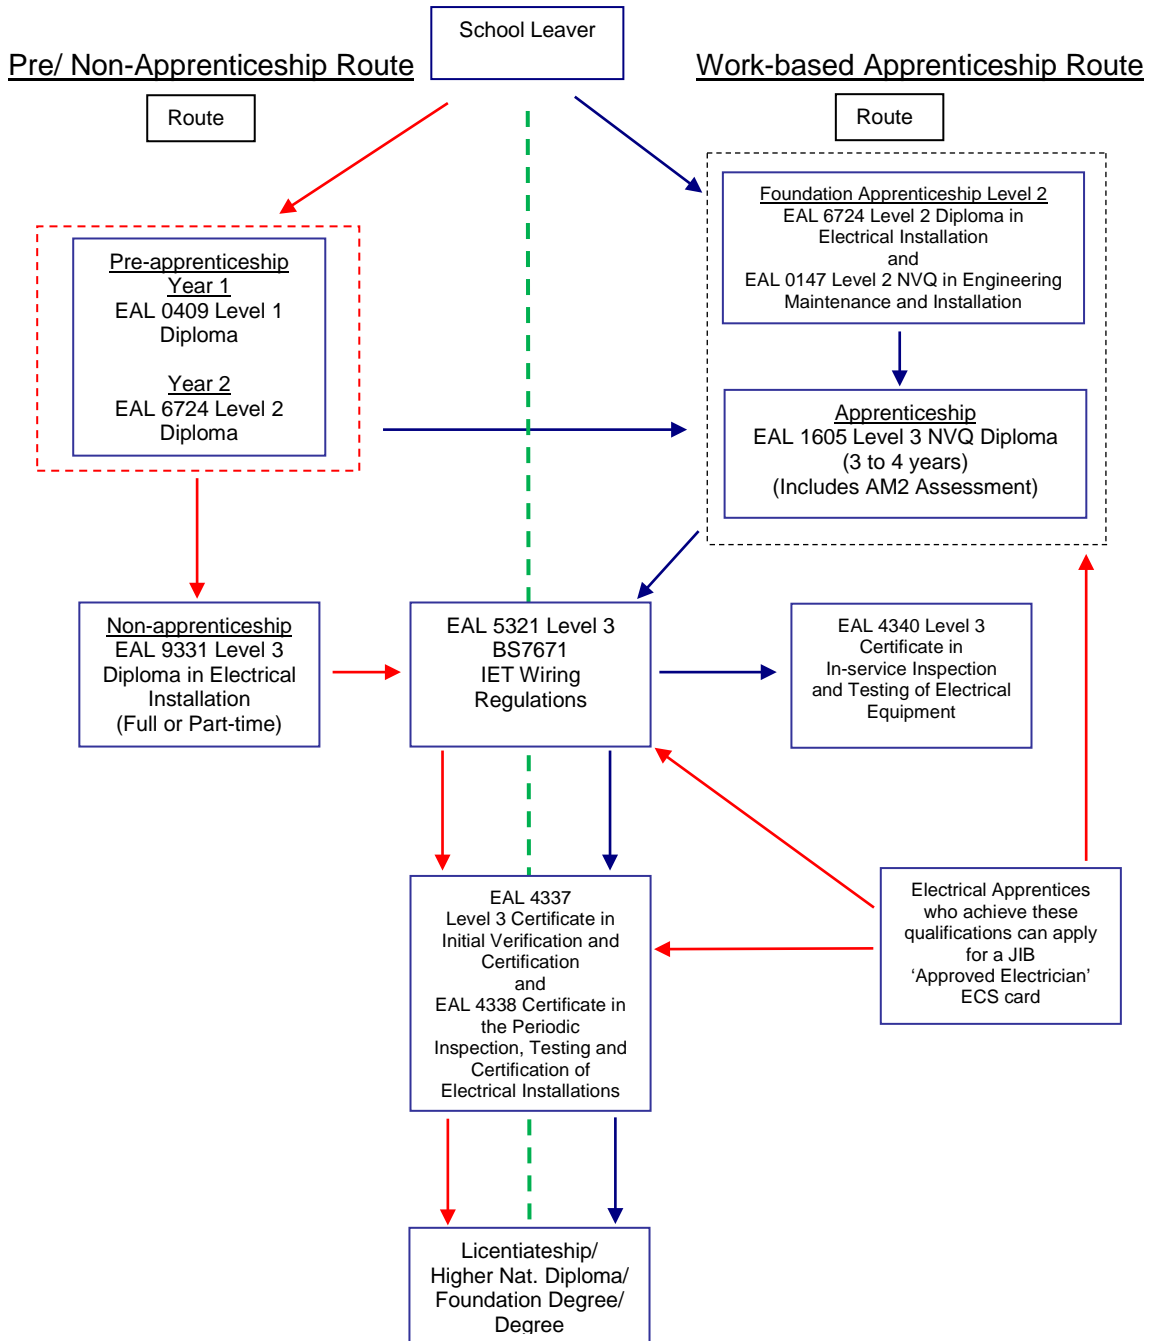 School Leaver
Pre/ Non-Apprenticeship Route
Work-based Apprenticeship Route
Route
Route
Foundation Apprenticeship Level 2
EAL 6724 Level 2 Diploma in
Electrical Installation
and
EAL 0147 Level 2 NVQ in Engineering
Maintenance and Installation
Pre-apprenticeship
Year 1
EAL 0409 Level 1
Diploma
Year 2
EAL 6724 Level 2
Diploma
Apprenticeship
EAL 1605 Level 3 NVQ Diploma
(3 to 4 years)
(Includes AM2 Assessment)
Non-apprenticeship
EAL 9331 Level 3
Diploma in Electrical
Installation
(Full or Part-time)
EAL 5321 Level 3
BS7671
IET Wiring
Regulations
EAL 4340 Level 3
Certificate in
In-service Inspection
and Testing of Electrical
Equipment
EAL 4337
Level 3 Certificate in
Initial Verification and
Certification
and
EAL 4338 Certificate in
the Periodic
Inspection, Testing and
Certification of
Electrical Installations
Electrical Apprentices
who achieve these
qualifications can apply
for a JIB
‘Approved Electrician’
ECS card
Licentiateship/
Higher Nat. Diploma/
Foundation Degree/
Degree